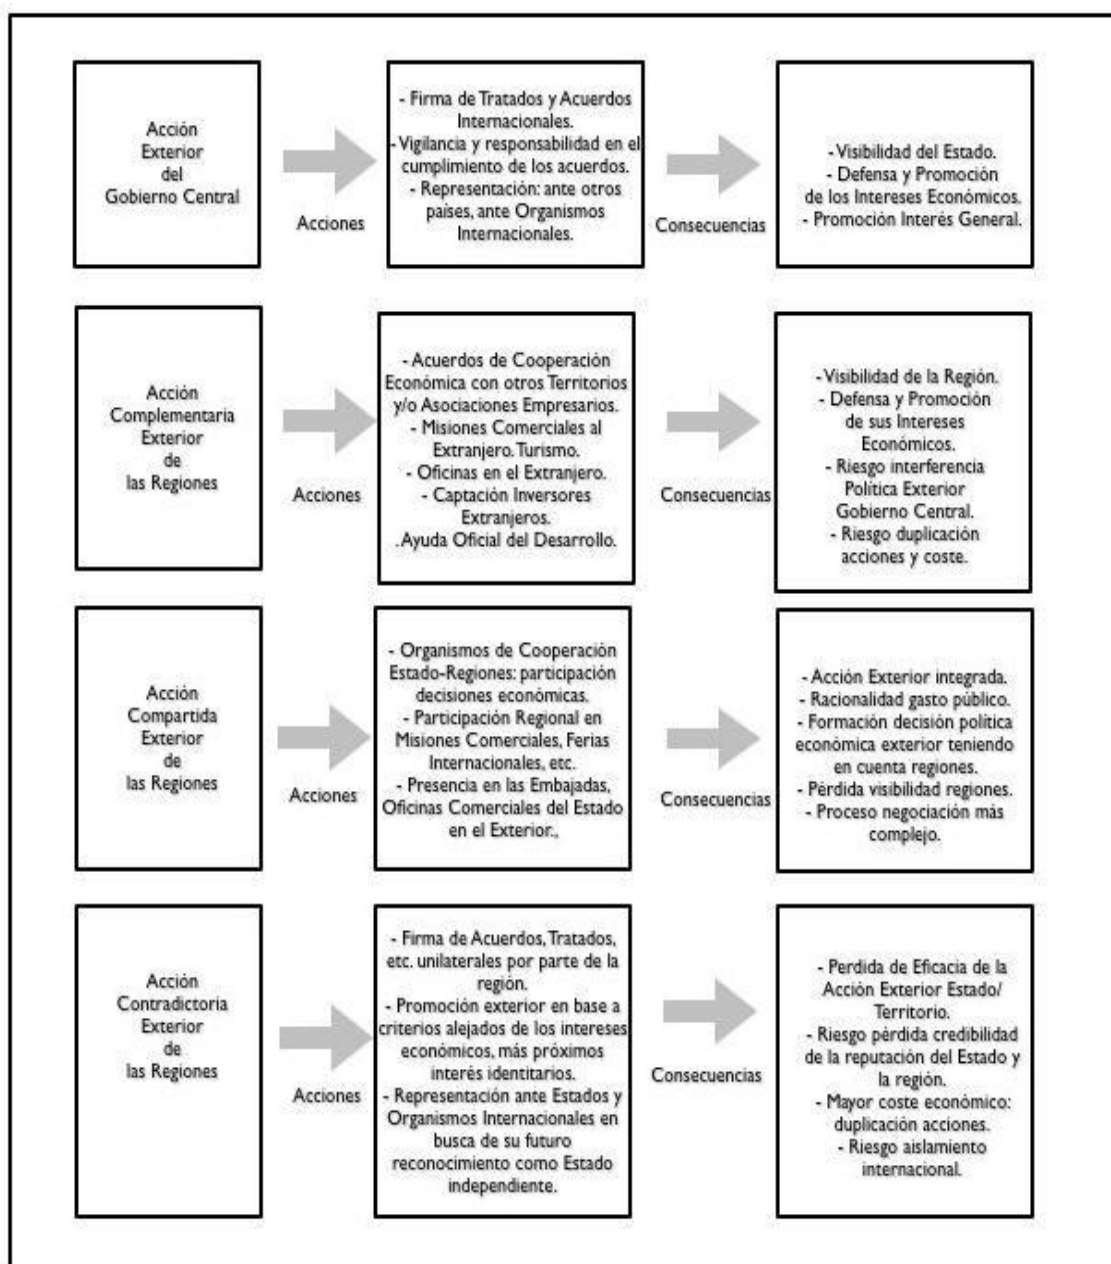 Acción
Exterior
del
Gobierno Central
Acciones
- Firma de Tratados y Acuerdos
Internacionales.
- Vigilancia y responsabilidad en el
cumplimiento de los acuerdos.
- Representación: ante otros
países, ante Organismos
Internacionales.
Consecuencias
- Visibilidad del Estado.
- Defensa y Promoción
de los Intereses Económicos.
- Promoción Interés General.
Acción
Complementaria
Exterior
de
las Regiones
Acciones
- Acuerdos de Cooperación
Económica con otros Territorios
y/o Asociaciones Empresarios.
- Misiones Comerciales al
Extranjero. Turismo.
- Oficinas en el Extranjero.
- Captación Inversores
Extranjeros.
. Ayuda Oficial del Desarrollo.
Consecuencias
- Visibilidad de la Región.
- Defensa y Promoción
de sus Intereses
Económicos.
- Riesgo interferencia
Política Exterior
Gobierno Central.
- Riesgo duplicación
acciones y coste.
Acción
Compartida
Exterior
de
las Regiones
Acciones
- Organismos de Cooperación
Estado-Regiones: participación
decisiones económicas.
- Participación Regional en
Misiones Comerciales, Ferias
Internacionales, etc.
- Presencia en las Embajadas,
Oficinas Comerciales del Estado
en el Exterior.,
Consecuencias
- Acción Exterior integrada.
- Racionalidad gasto público.
- Formación decisión política
económica exterior teniendo
en cuenta regiones.
- Pérdida visibilidad regiones.
- Proceso negociación más
complejo.
Acción
Contradictoria
Exterior
de
las Regiones
Acciones
- Firma de Acuerdos, Tratados,
etc. unilaterales por parte de la
región.
- Promoción exterior en base a
criterios alejados de los intereses
económicos, más próximos
interés identitarios.
- Representación ante Estados y
Organismos Internacionales en
busca de su futuro
reconocimiento como Estado
independiente.
Consecuencias
- Perdida de Eficacia de la
Acción Exterior Estado/
Territorio.
- Riesgo pérdida credibilidad
de la reputación del Estado y
la región.
- Mayor coste económico:
duplicación acciones.
- Riesgo aislamiento
internacional.